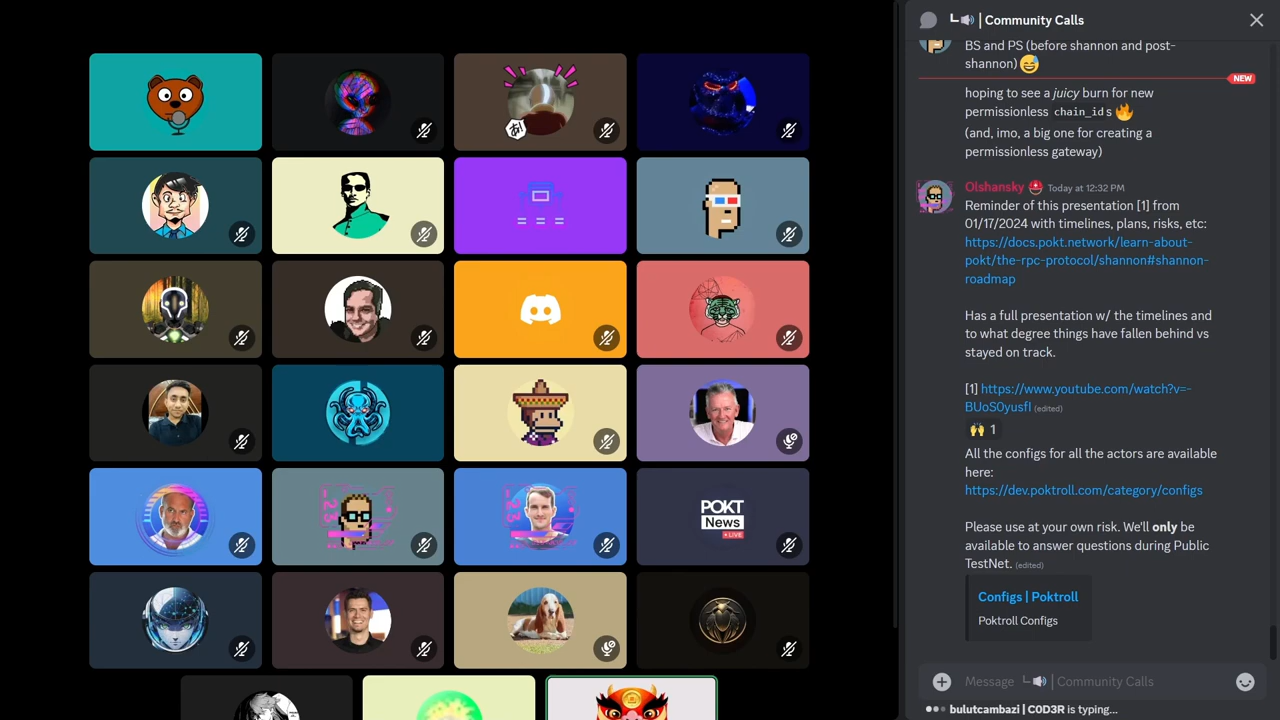 ┗🔊 | Community Calls
BS and PS (before shannon and post-
shannon)😅
NEW
hoping to see a juicy burn for new
permissionless chain_ids🔥
(and, imo, a big one for creating a
permissionless gateway)
Olshansky Today at 12:32 PM
Reminder of this presentation [1] from
01/17/2024 with timelines, plans, risks, etc:
https://docs.pokt.network/learn-about-
pokt/the-rpc-protocol/shannon#shannon-
roadmap
Has a full presentation w/ the timelines and
to what degree things have fallen behind vs
stayed on track.
[1] https://www.youtube.com/watch?v=-
BUoS0yusfI (edited)
🙌 1
All the configs for all the actors are available
here:
https://dev.poktroll.com/category/configs
Please use at your own risk. We'll only be
available to answer questions during Public
TestNet. (edited)
Configs | Poktroll
Poktroll Configs
Message ┗🔊 | Community Calls
bulutcambazi | C0D3R is typing...
POKT
News
LIVE